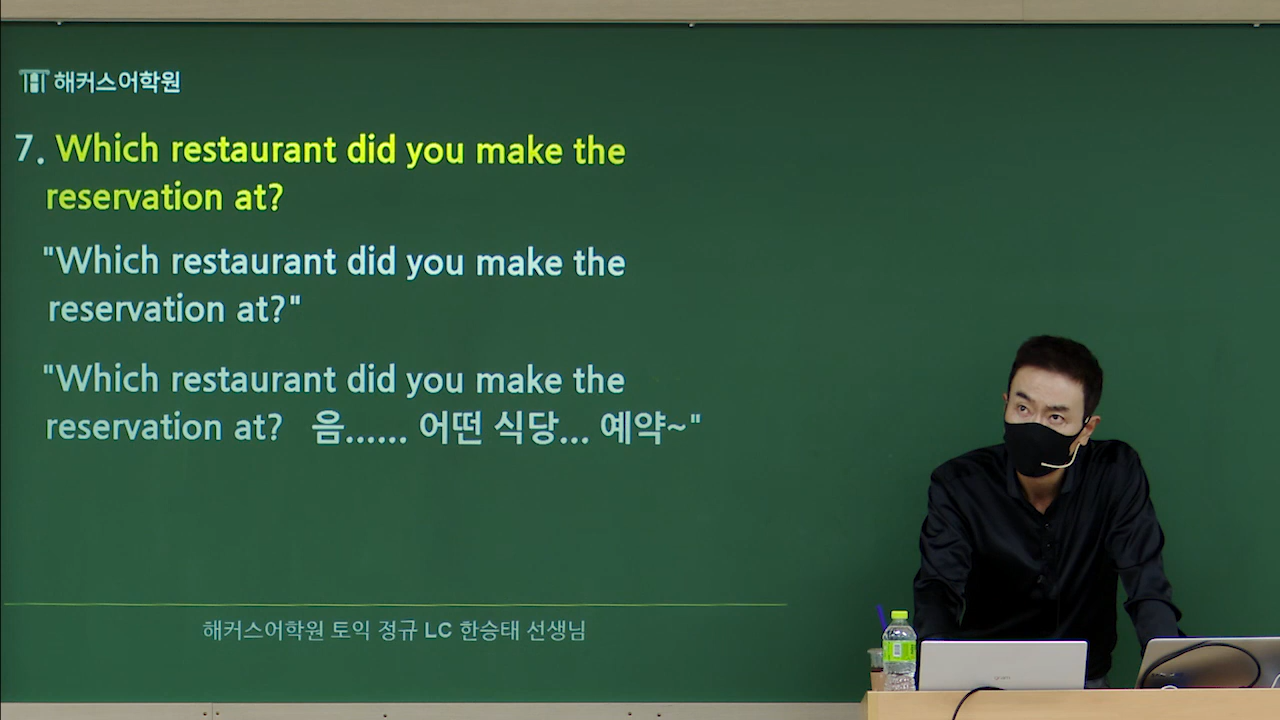 해커스어학원
7. Which restaurant did you make the
reservation at?
"Which restaurant did you make the
reservation at?"
"Which restaurant did you make the
reservation at? 음...... 어떤 식당... 예약~"
해커스어학원 토익 정규 LC 한승태 선생님
gram